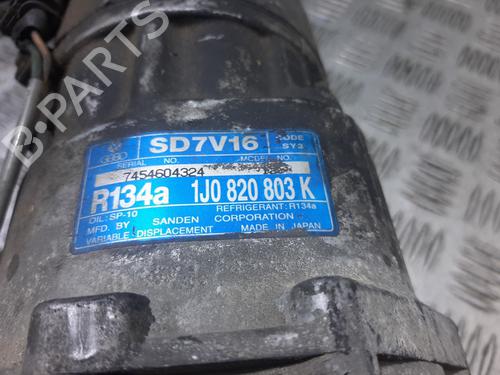 B-PARTS
SD7V16
CODE
SY3
SERIAL NO. MODEL NO.
7454604324
R134a 1J0 820 803 K
OIL: SP-10 REFRIGERANT: R134a
MFD. BY SANDEN CORPORATION
VARIABLE DISPLACEMENT MADE IN JAPAN